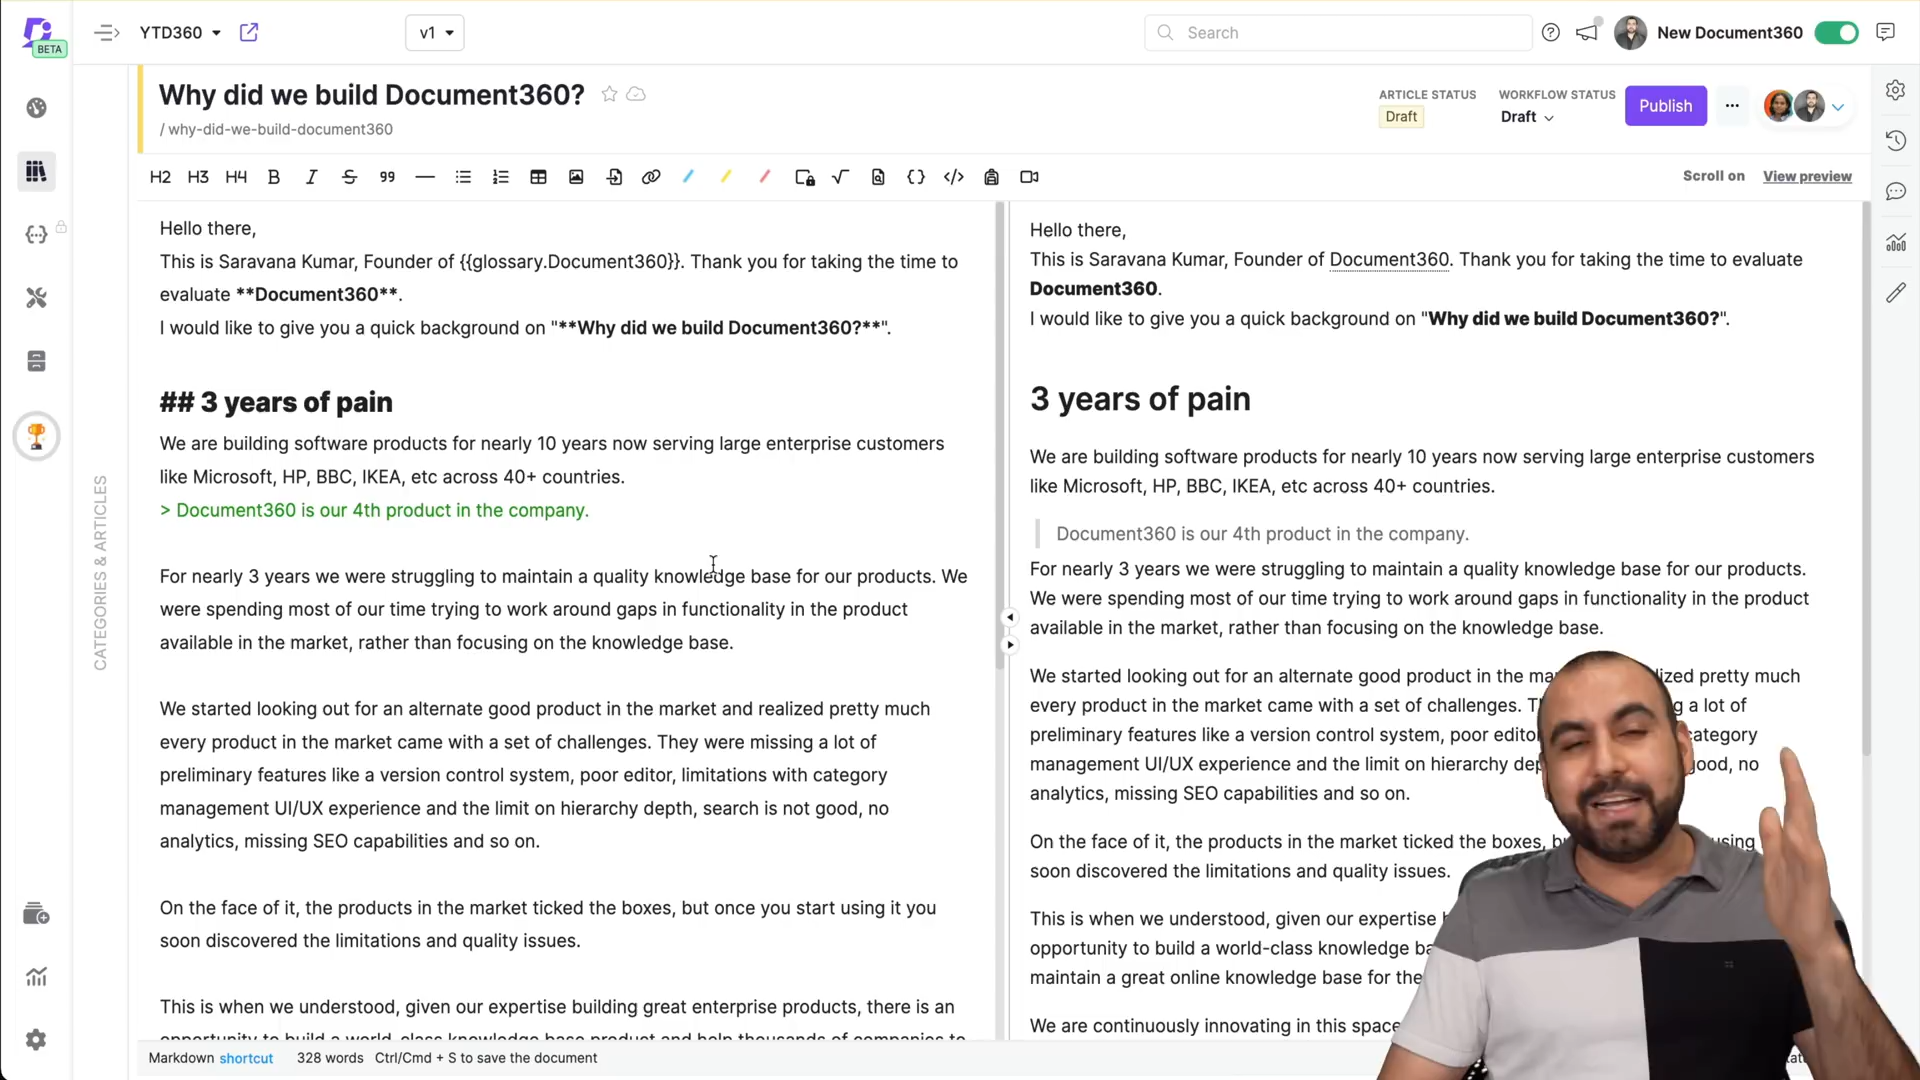 BETA
YTD360
v1
Search
New Document360
Why did we build Document360?
/ why-did-we-build-document360
ARTICLE STATUS
Draft
WORKFLOW STATUS
Draft
Publish
H2 H3 H4 B I S 99
Scroll on
View preview
CATEGORIES & ARTICLES
Hello there,
This is Saravana Kumar, Founder of {{glossary.Document360}}. Thank you for taking the time to
evaluate **Document360**.
I would like to give you a quick background on "**Why did we build Document360?**".
## 3 years of pain
We are building software products for nearly 10 years now serving large enterprise customers
like Microsoft, HP, BBC, IKEA, etc across 40+ countries.
> Document360 is our 4th product in the company.
For nearly 3 years we were struggling to maintain a quality knowledge base for our products. We
were spending most of our time trying to work around gaps in functionality in the product
available in the market, rather than focusing on the knowledge base.
We started looking out for an alternate good product in the market and realized pretty much
every product in the market came with a set of challenges. They were missing a lot of
preliminary features like a version control system, poor editor, limitations with category
management UI/UX experience and the limit on hierarchy depth, search is not good, no
analytics, missing SEO capabilities and so on.
On the face of it, the products in the market ticked the boxes, but once you start using it you
soon discovered the limitations and quality issues.
This is when we understood, given our expertise building great enterprise products, there is an
opportunity to build a world-class knowledge base product and help thousands of companies to
Hello there,
This is Saravana Kumar, Founder of Document360. Thank you for taking the time to evaluate
Document360.
I would like to give you a quick background on "Why did we build Document360?".
3 years of pain
We are building software products for nearly 10 years now serving large enterprise customers
like Microsoft, HP, BBC, IKEA, etc across 40+ countries.
Document360 is our 4th product in the company.
For nearly 3 years we were struggling to maintain a quality knowledge base for our products.
We were spending most of our time trying to work around gaps in functionality in the product
available in the market, rather than focusing on the knowledge base.
We started looking out for an alternate good product in the ma lized pretty much
every product in the market came with a set of challenges. T g a lot of
preliminary features like a version control system, poor edito category
management UI/UX experience and the limit on hierarchy dep good, no
analytics, missing SEO capabilities and so on.
On the face of it, the products in the market ticked the boxes, b using
soon discovered the limitations and quality issues.
This is when we understood, given our expertise
opportunity to build a world-class knowledge ba
maintain a great online knowledge base for the
We are continuously innovating in this space
Markdown shortcut 328 words Ctrl/Cmd + S to save the document